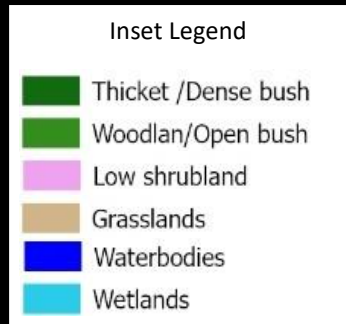 Inset Legend
Thicket /Dense bush
Woodlan/Open bush
Low shrubland
Grasslands
Waterbodies
Wetlands